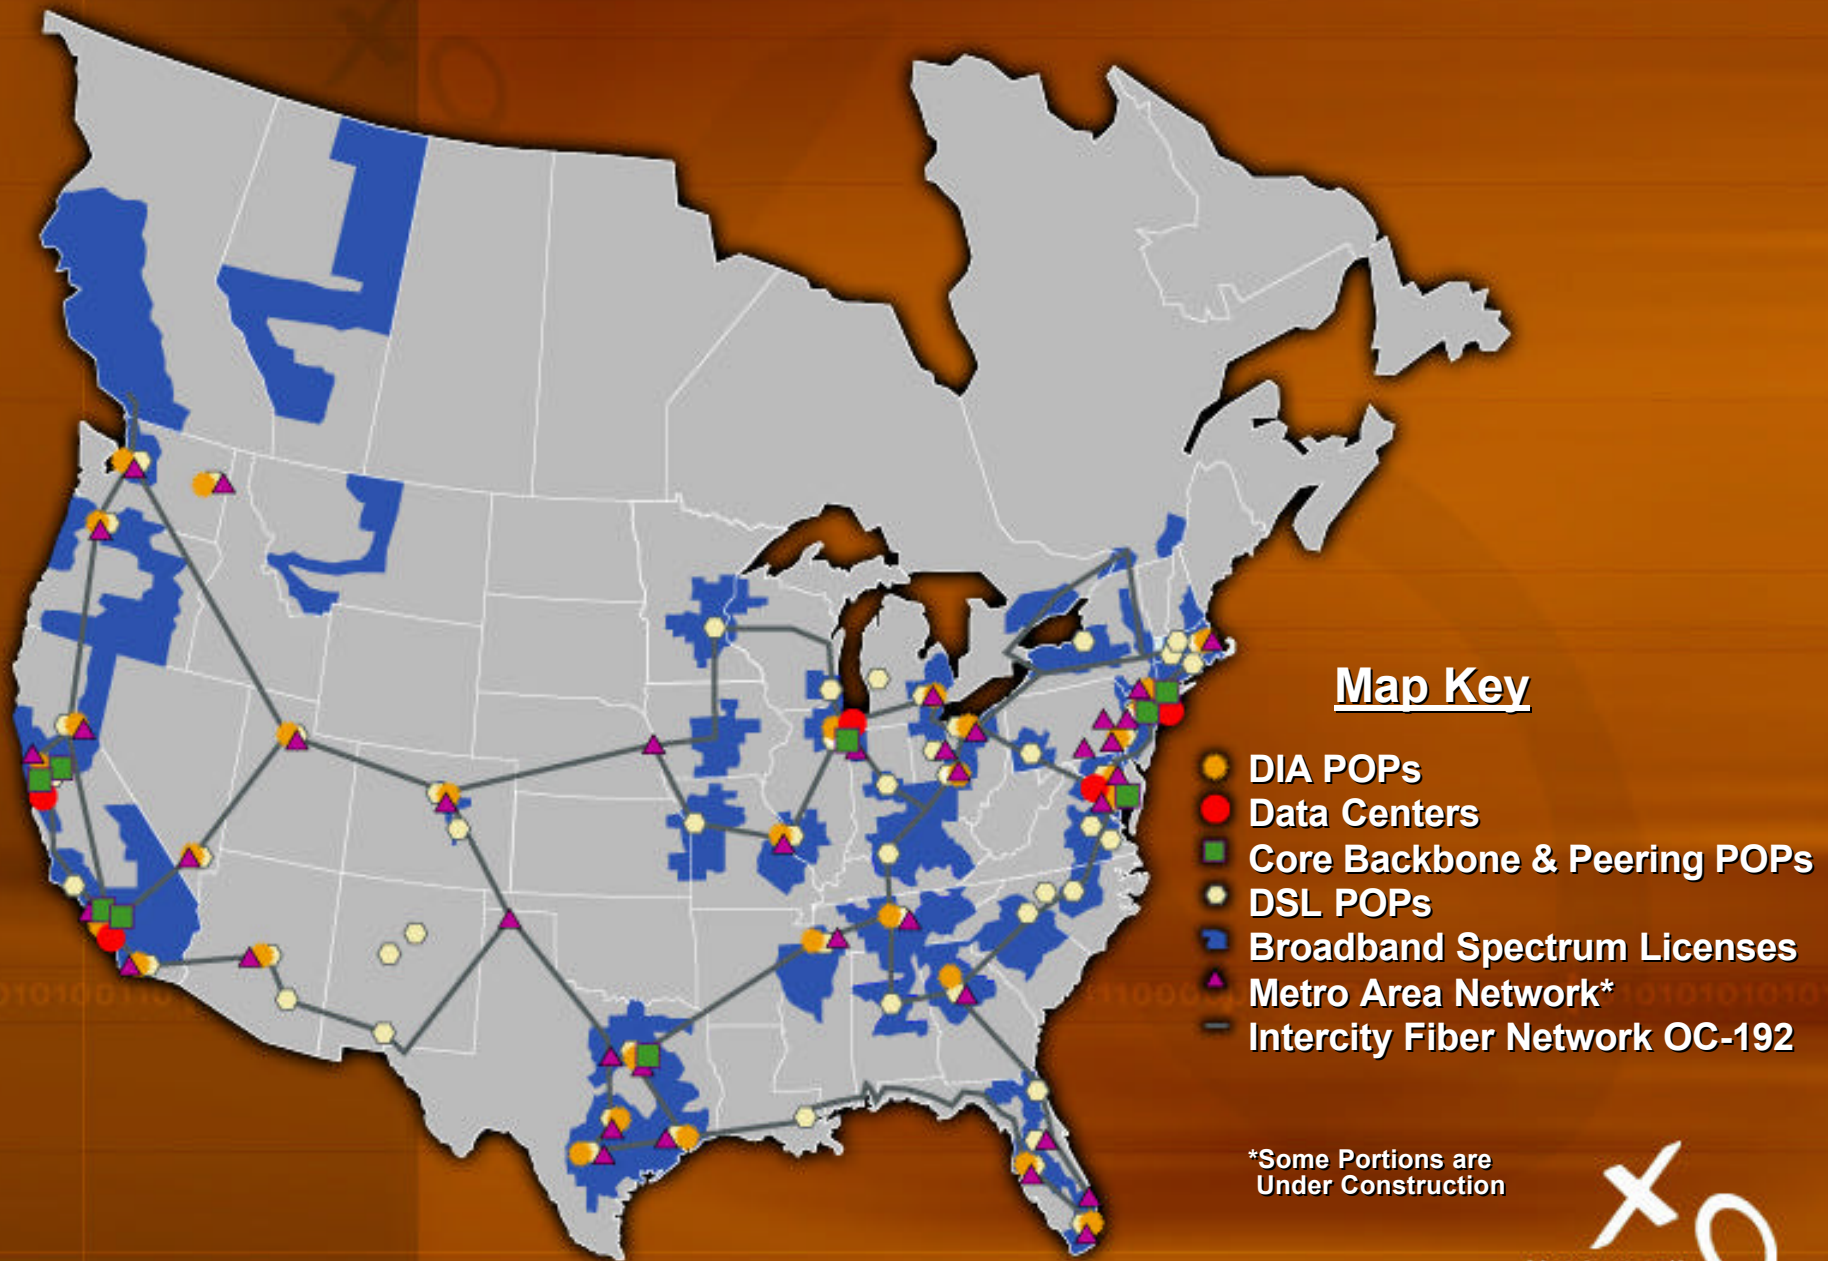 Map Key
DIA POPs
Data Centers
Core Backbone & Peering POPs
DSL POPs
Broadband Spectrum Licenses
Metro Area Network*
Intercity Fiber Network OC-192
*Some Portions are
Under Construction
XO